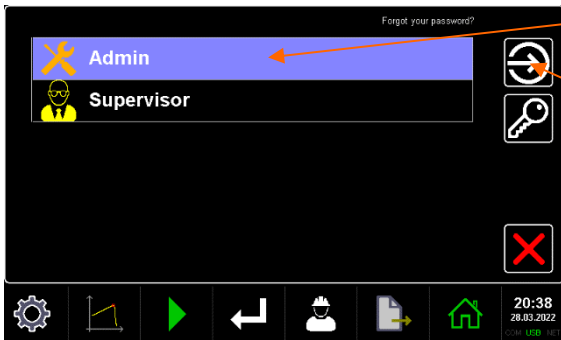 Forgot your password?
Admin
Supervisor
20:38
28.03.2022
COM USB NET